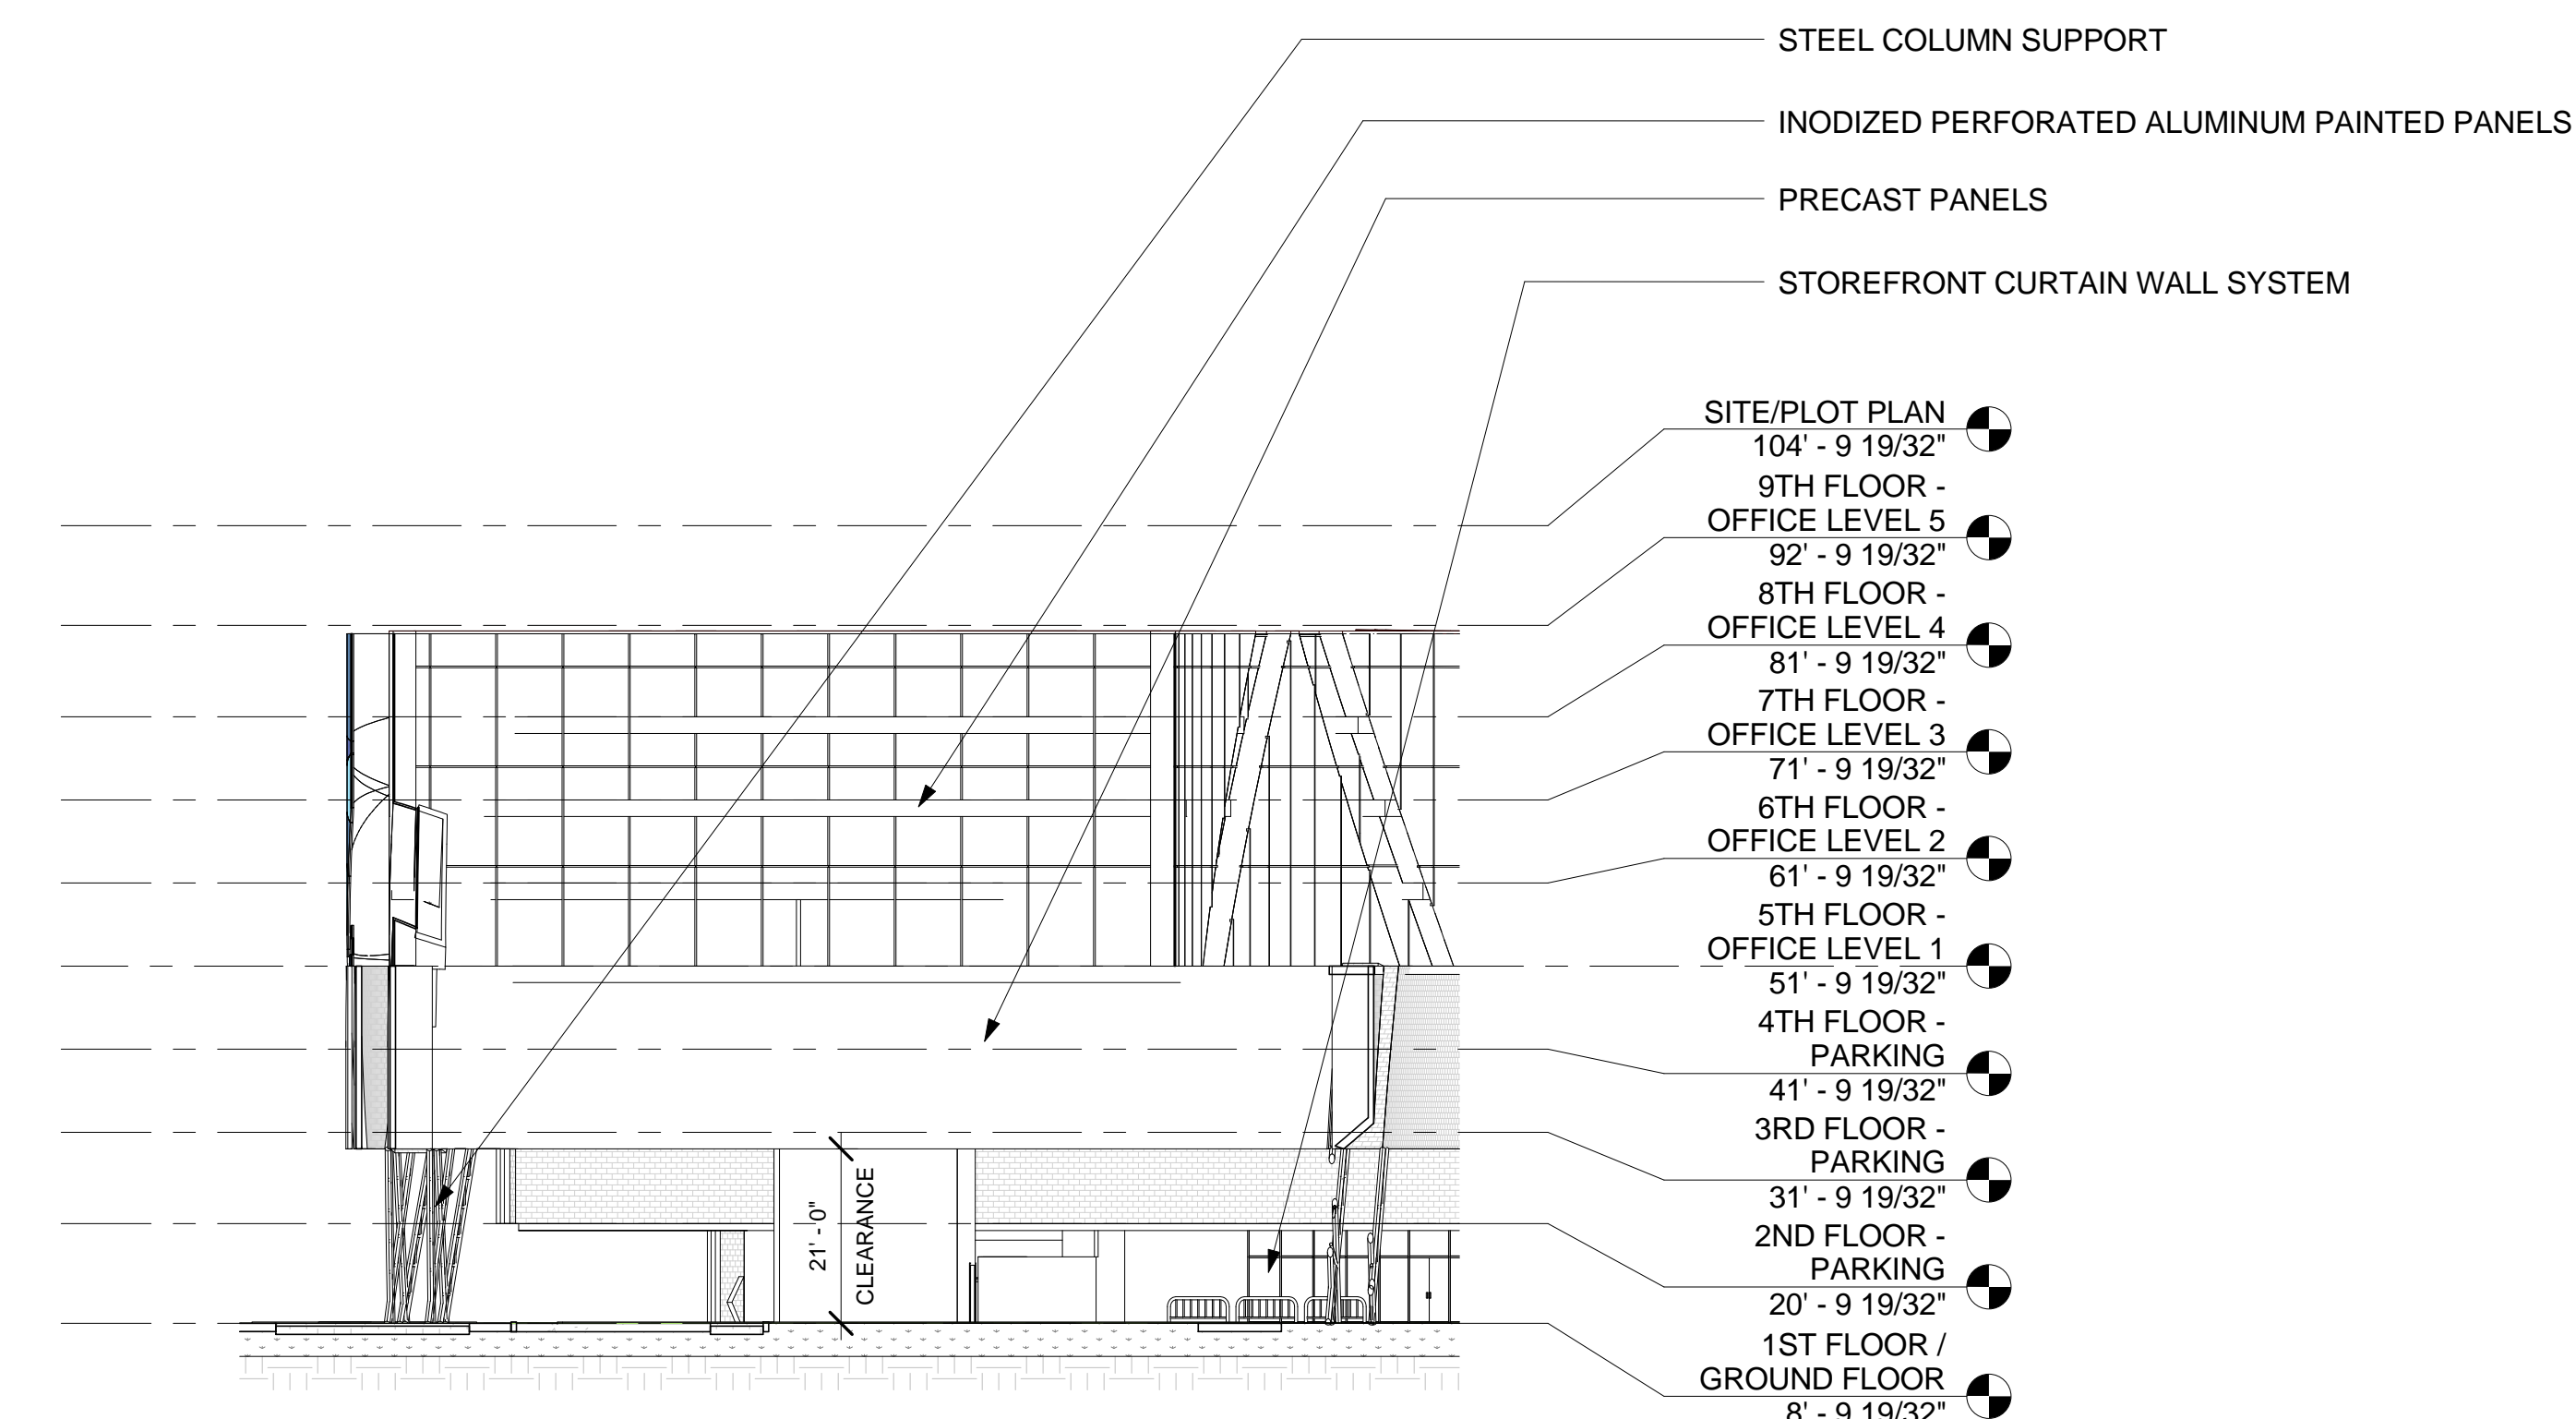 STEEL COLUMN SUPPORT
INODIZED PERFORATED ALUMINUM PAINTED PANELS
PRECAST PANELS
STOREFRONT CURTAIN WALL SYSTEM
SITE/PLOT PLAN
104' - 9 19/32"
9TH FLOOR -
OFFICE LEVEL 5
92' - 9 19/32"
8TH FLOOR -
OFFICE LEVEL 4
81' - 9 19/32"
7TH FLOOR -
OFFICE LEVEL 3
71' - 9 19/32"
6TH FLOOR -
OFFICE LEVEL 2
61' - 9 19/32"
5TH FLOOR -
OFFICE LEVEL 1
51' - 9 19/32"
4TH FLOOR -
PARKING
41' - 9 19/32"
3RD FLOOR -
PARKING
31' - 9 19/32"
2ND FLOOR -
PARKING
20' - 9 19/32"
1ST FLOOR /
GROUND FLOOR
8' - 9 19/32"
21' - 0"
CLEARANCE